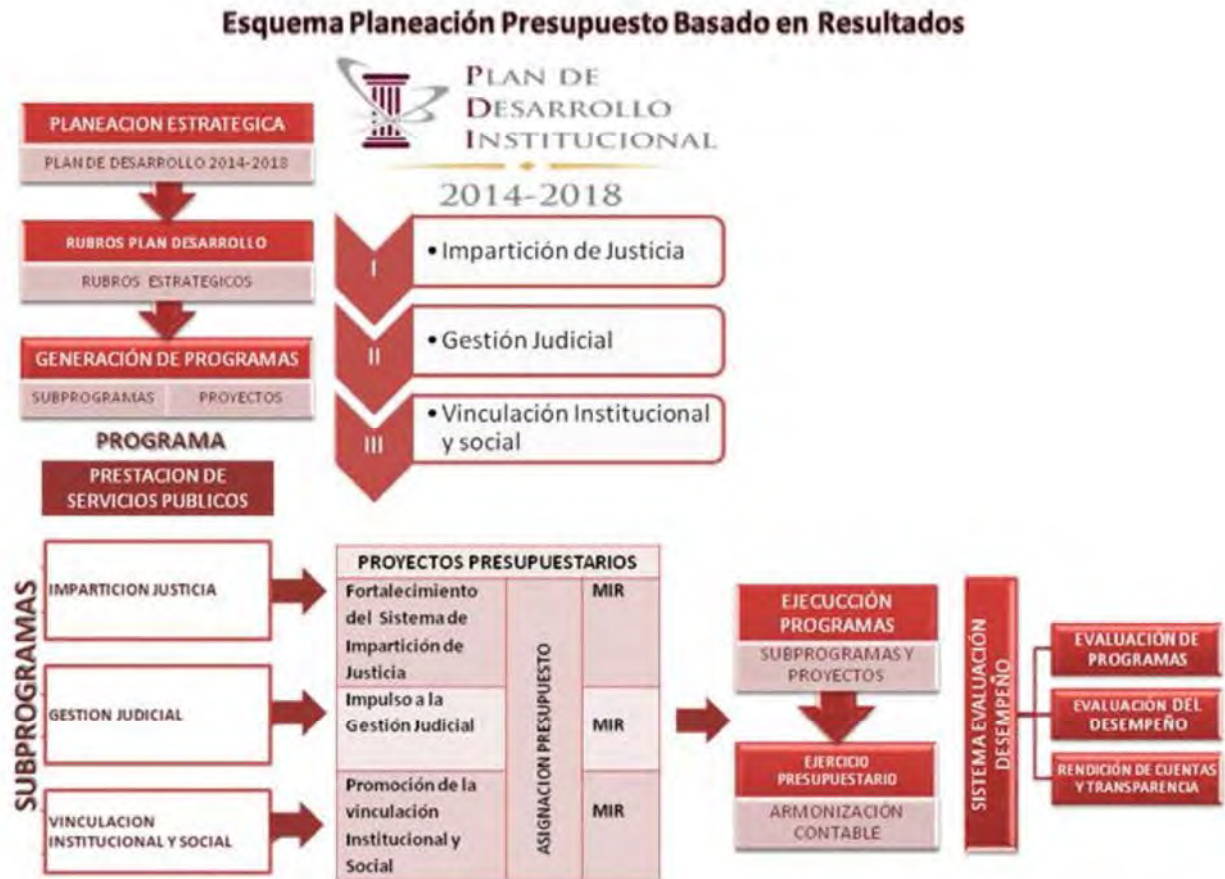 Esquema Planeación Presupuesto Basado en Resultados
PLAN DE
DESARROLLO
INSTITUCIONAL
2014-2018
PLANEACION ESTRATEGICA
PLAN DE DESARROLLO 2014-2018
RUBROS PLAN DESARROLLO
RUBROS ESTRATEGICOS
GENERACIÓN DE PROGRAMAS
SUBPROGRAMAS PROYECTOS
I
• Impartición de Justicia
II
• Gestión Judicial
III
• Vinculación Institucional
y social
PROGRAMA
PRESTACION DE
SERVICIOS PUBLICOS
SUBPROGRAMAS
IMPARTICION JUSTICIA
GESTION JUDICIAL
VINCULACION
INSTITUCIONAL Y SOCIAL
PROYECTOS PRESUPUESTARIOS
Fortalecimiento
del Sistema de
Impartición de
Justicia
MIR
Impulso a la
Gestión Judicial
MIR
Promoción de la
vinculación
Institucional y
Social
MIR
ASIGNACION PRESUPUESTO
EJECUCCIÓN
PROGRAMAS
SUBPROGRAMAS Y
PROYECTOS
EJERCICIO
PRESUPUESTARIO
ARMONIZACIÓN
CONTABLE
SISTEMA EVALUACIÓN
DESEMPEÑO
EVALUACIÓN DE
PROGRAMAS
EVALUACIÓN DEL
DESEMPEÑO
RENDICIÓN DE CUENTAS
Y TRANSPARENCIA